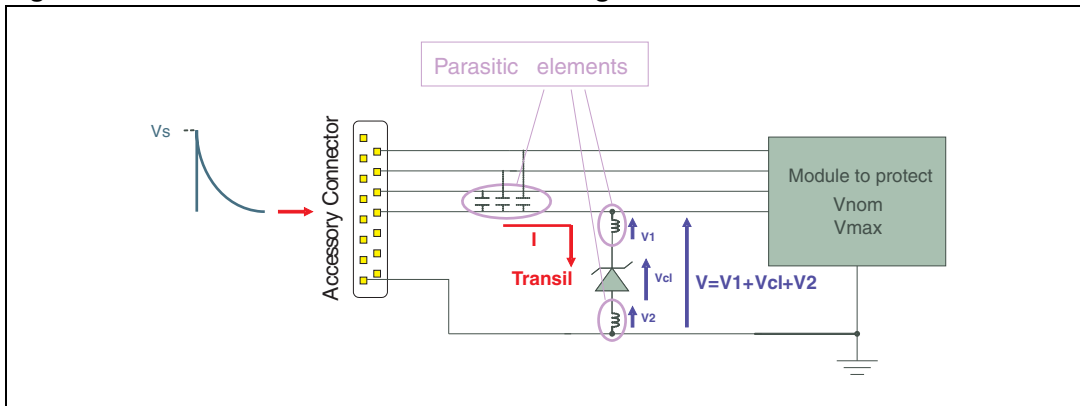 Parasitic elements
Vs
Accessory Connector
Module to protect
Vnom
Vmax
I
Transil
V1
Vcl
V2
V=V1+Vcl+V2